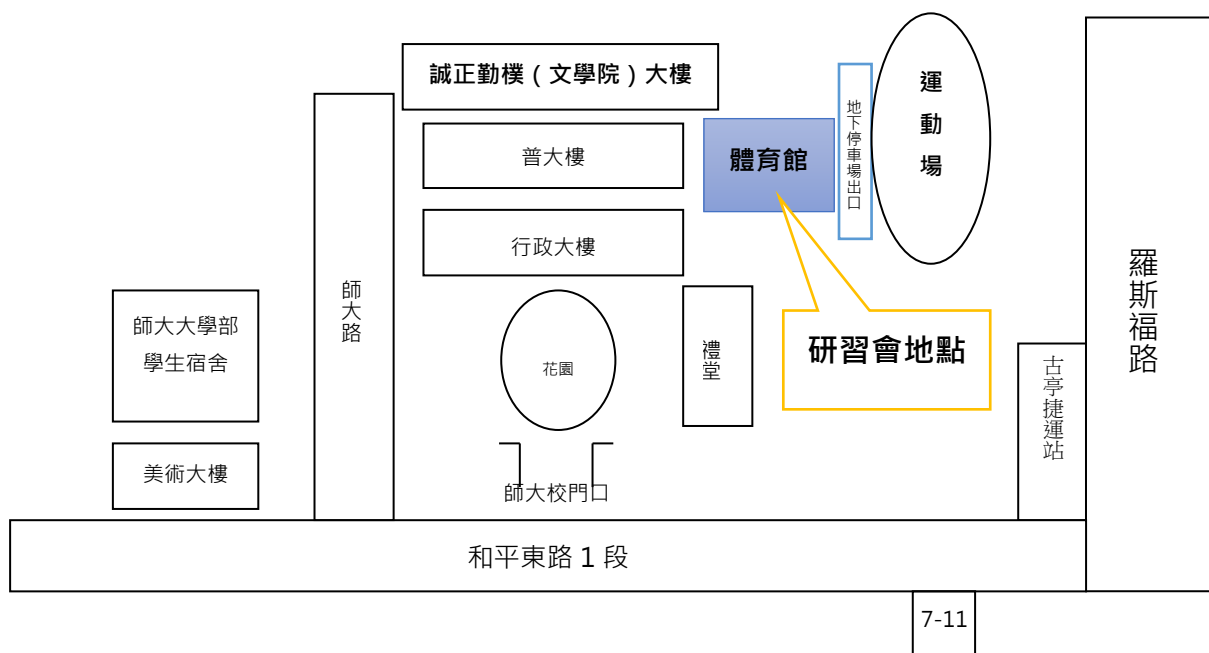 誠正勤樸（文學院）大樓
運動場
地下停車場出口
普大樓
體育館
行政大樓
羅斯福路
師大路
師大大學部
學生宿舍
禮堂
研習會地點
花園
古亭捷運站
美術大樓
師大校門口
和平東路 1 段
7-11